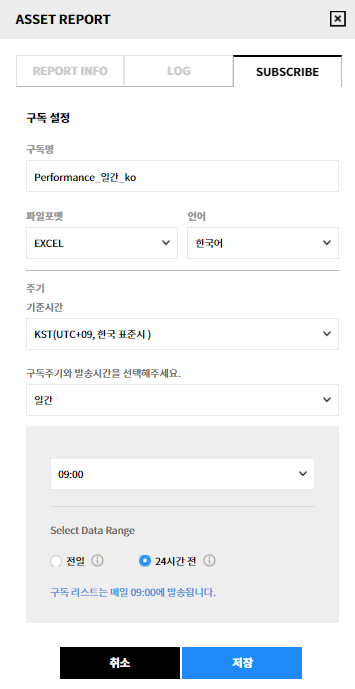 ASSET REPORT
REPORT INFO
LOG
SUBSCRIBE
구독 설정
구독명
Performance_일간_ko
파일포멧
언어
EXCEL
한국어
주기
기준시간
KST(UTC+09, 한국 표준시 )
구독주기와 발송시간을 선택해주세요.
일간
09:00
Select Data Range
전일
24시간 전
구독 리스트는 매일 09:00에 발송됩니다.
취소
저장